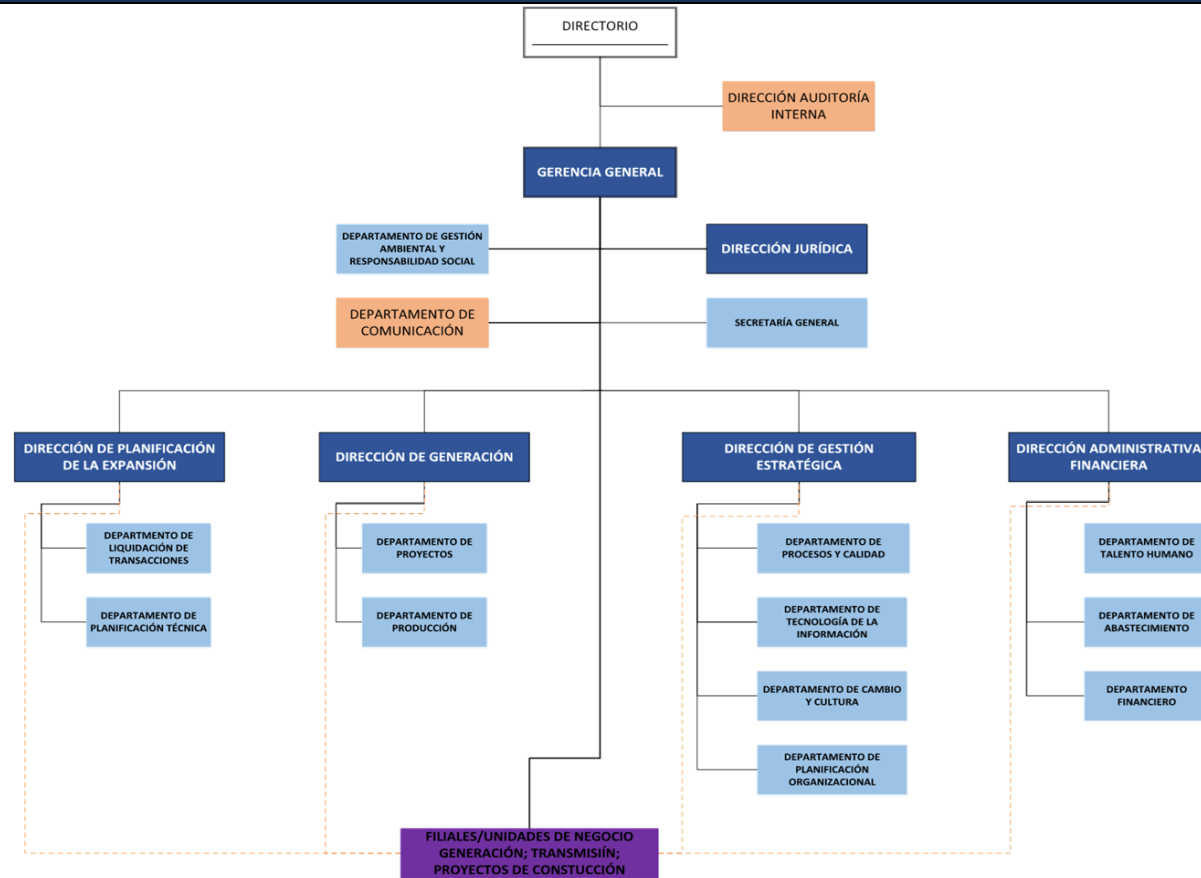 DIRECTORIO
DIRECCIÓN AUDITORÍA
INTERNA
GERENCIA GENERAL
DEPARTAMENTO DE GESTIÓN
AMBIENTAL Y
RESPONSABILIDAD SOCIAL
DIRECCIÓN JURÍDICA
DEPARTAMENTO DE
COMUNICACIÓN
SECRETARÍA GENERAL
DIRECCIÓN DE PLANIFICACIÓN
DE LA EXPANSIÓN
DIRECCIÓN DE GENERACIÓN
DIRECCIÓN DE GESTIÓN
ESTRATÉGICA
DIRECCIÓN ADMINISTRATIVA
FINANCIERA
DEPARTMENTO DE
LIQUIDACIÓN DE
TRANSACCIONES
DEPARTAMENTO DE
PROYECTOS
DEPARTAMENTO DE
PROCESOS Y CALIDAD
DEPARTAMENTO DE
TALENTO HUMANO
DEPARTAMENTO DE
PLANIFICACIÓN TÉCNICA
DEPARTAMENTO DE
PRODUCCIÓN
DEPARTAMENTO DE
TECNOLOGÍA DE LA
INFORMACIÓN
DEPARTAMENTO DE
ABASTECIMIENTO
DEPARTAMENTO DE CAMBIO
Y CULTURA
DEPARTAMENTO
FINANCIERO
DEPARTAMENTO DE
PLANIFICACIÓN
ORGANIZACIONAL
FILIALES/UNIDADES DE NEGOCIO
GENERACIÓN; TRANSMISIÍN;
PROYECTOS DE CONSTUCCIÓN